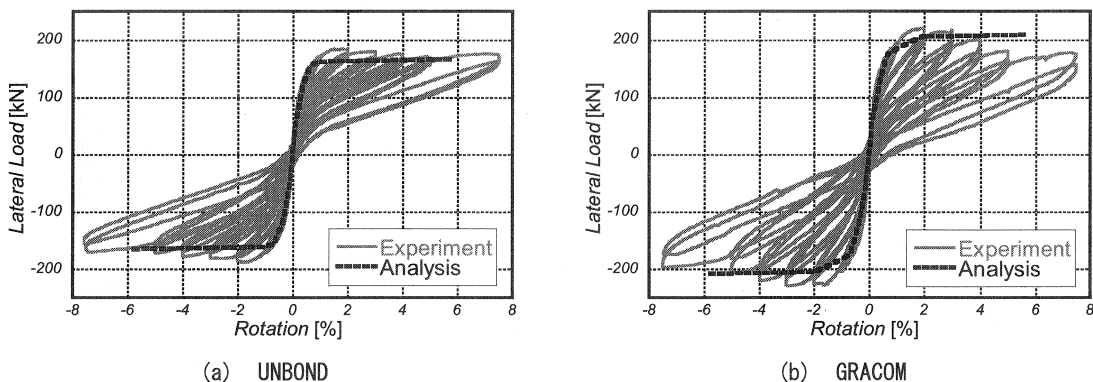 200
100
0
-100
-200
Lateral Load [kN]
Experiment
Analysis
-8 -6 -4 -2 0 2 4 6 8
Rotation [%]
(a) UNBOND
200
100
0
-100
-200
Lateral Load [kN]
Experiment
Analysis
-8 -6 -4 -2 0 2 4 6 8
Rotation [%]
(b) GRACOM